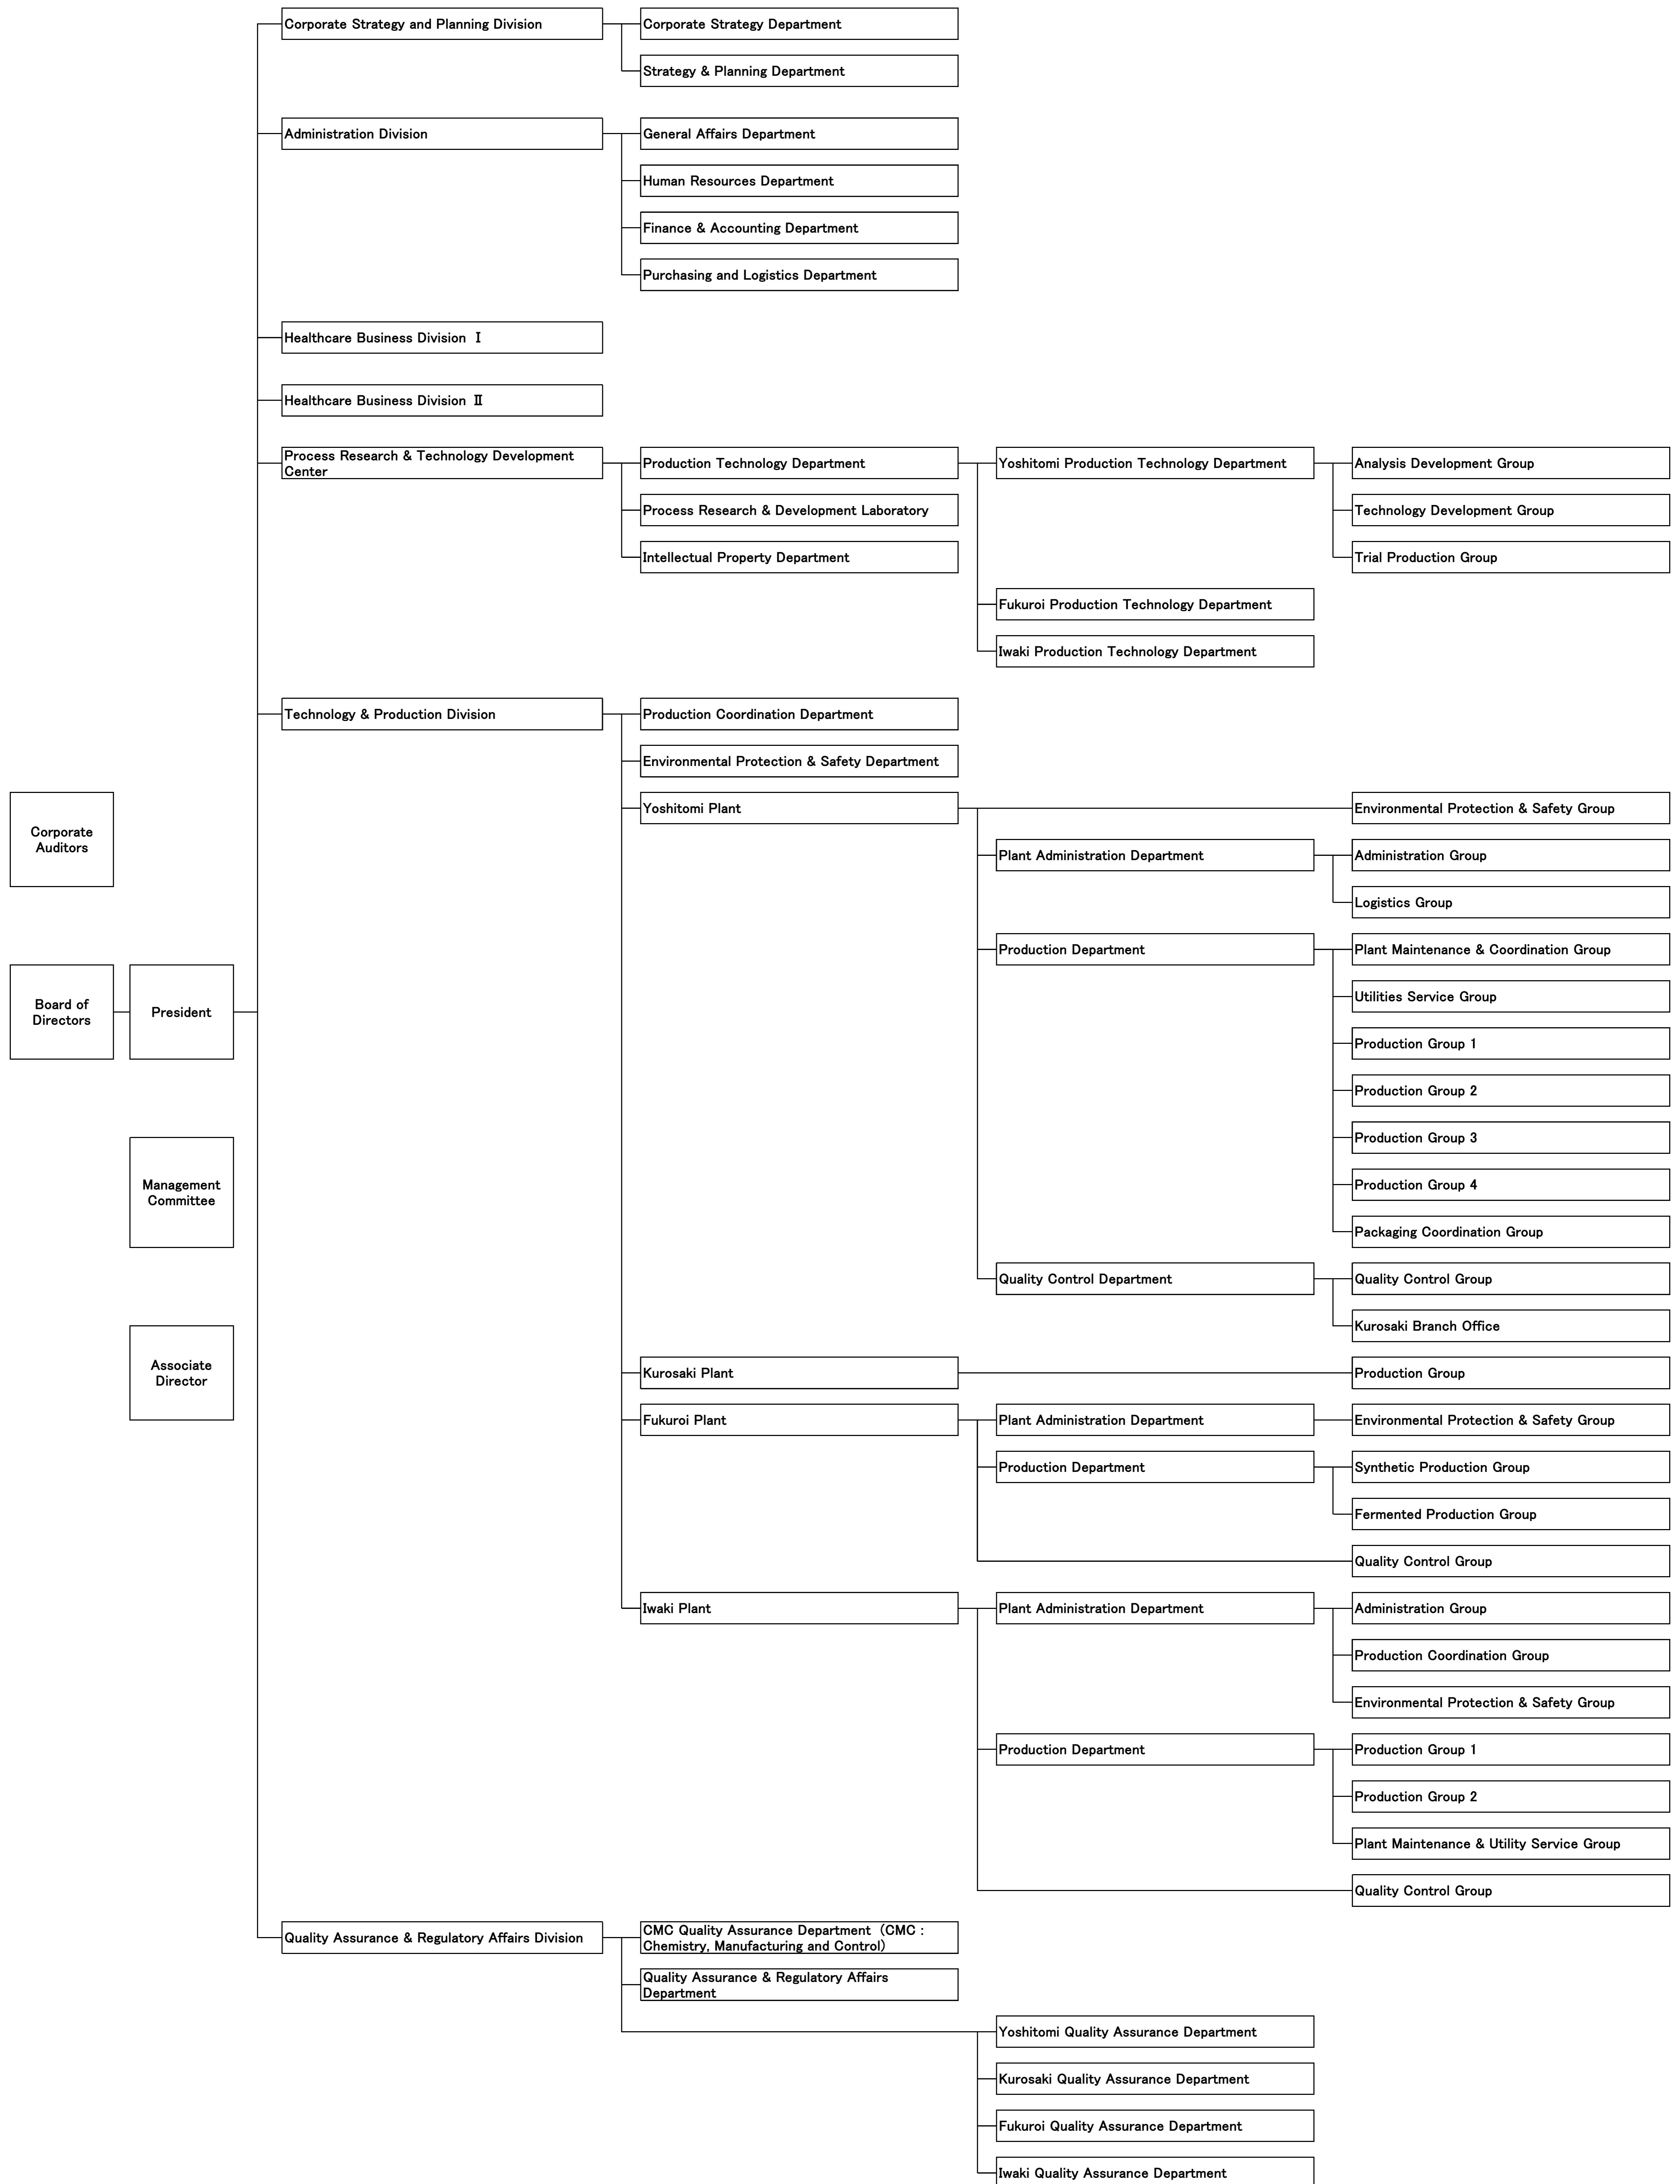 Corporate Strategy and Planning Division
Corporate Strategy Department
Strategy & Planning Department
Administration Division
General Affairs Department
Human Resources Department
Finance & Accounting Department
Purchasing and Logistics Department
Healthcare Business Division Ⅰ
Healthcare Business Division Ⅱ
Process Research & Technology Development
Center
Production Technology Department
Yoshitomi Production Technology Department
Analysis Development Group
Process Research & Development Laboratory
Technology Development Group
Intellectual Property Department
Trial Production Group
Fukuroi Production Technology Department
Iwaki Production Technology Department
Technology & Production Division
Production Coordination Department
Environmental Protection & Safety Department
Yoshitomi Plant
Environmental Protection & Safety Group
Corporate
Auditors
Plant Administration Department
Administration Group
Logistics Group
Production Department
Plant Maintenance & Coordination Group
Utilities Service Group
Board of
Directors
President
Production Group 1
Production Group 2
Production Group 3
Management
Committee
Production Group 4
Packaging Coordination Group
Quality Control Department
Quality Control Group
Kurosaki Branch Office
Associate
Director
Kurosaki Plant
Production Group
Fukuroi Plant
Plant Administration Department
Environmental Protection & Safety Group
Production Department
Synthetic Production Group
Fermented Production Group
Quality Control Group
Iwaki Plant
Plant Administration Department
Administration Group
Production Coordination Group
Environmental Protection & Safety Group
Production Department
Production Group 1
Production Group 2
Plant Maintenance & Utility Service Group
Quality Control Group
Quality Assurance & Regulatory Affairs Division
CMC Quality Assurance Department（CMC :
Chemistry, Manufacturing and Control）
Quality Assurance & Regulatory Affairs
Department
Yoshitomi Quality Assurance Department
Kurosaki Quality Assurance Department
Fukuroi Quality Assurance Department
Iwaki Quality Assurance Department